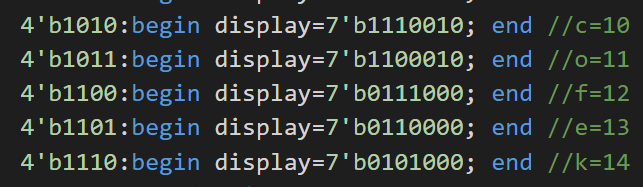 4'b1010:begin display=7'b1110010; end //c=10
4'b1011:begin display=7'b1100010; end //o=11
4'b1100:begin display=7'b0111000; end //f=12
4'b1101:begin display=7'b0110000; end //e=13
4'b1110:begin display=7'b0101000; end //k=14